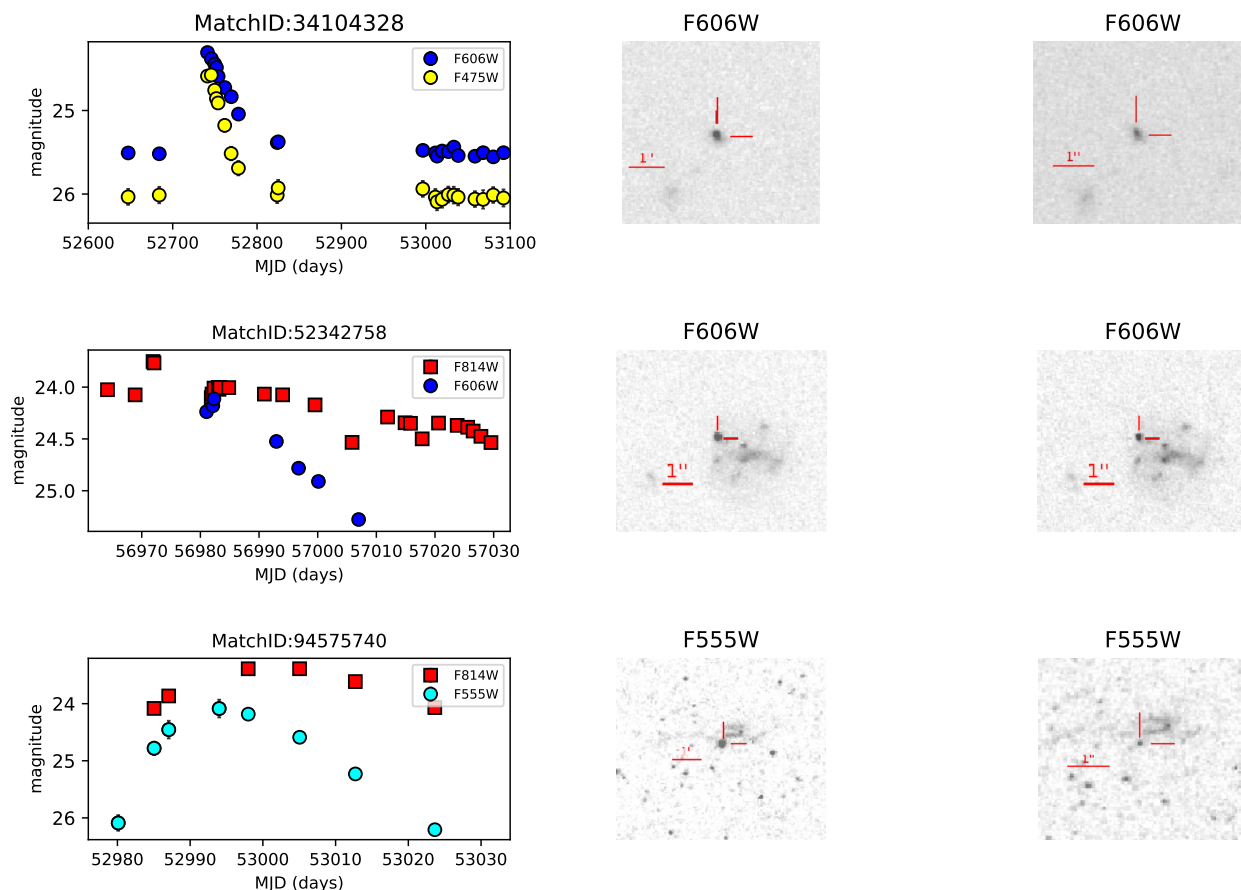 MatchID:34104328
F606W
F606W
magnitude
25
26
F606W
F475W
1"
1"
52600 52700 52800 52900 53000 53100
MJD (days)
MatchID:52342758
F606W
F606W
magnitude
24.0
24.5
25.0
F814W
F606W
1"
1"
56970 56980 56990 57000 57010 57020 57030
MJD (days)
MatchID:94575740
F555W
F555W
magnitude
24
25
26
F814W
F555W
1"
1"
52980 52990 53000 53010 53020 53030
MJD (days)